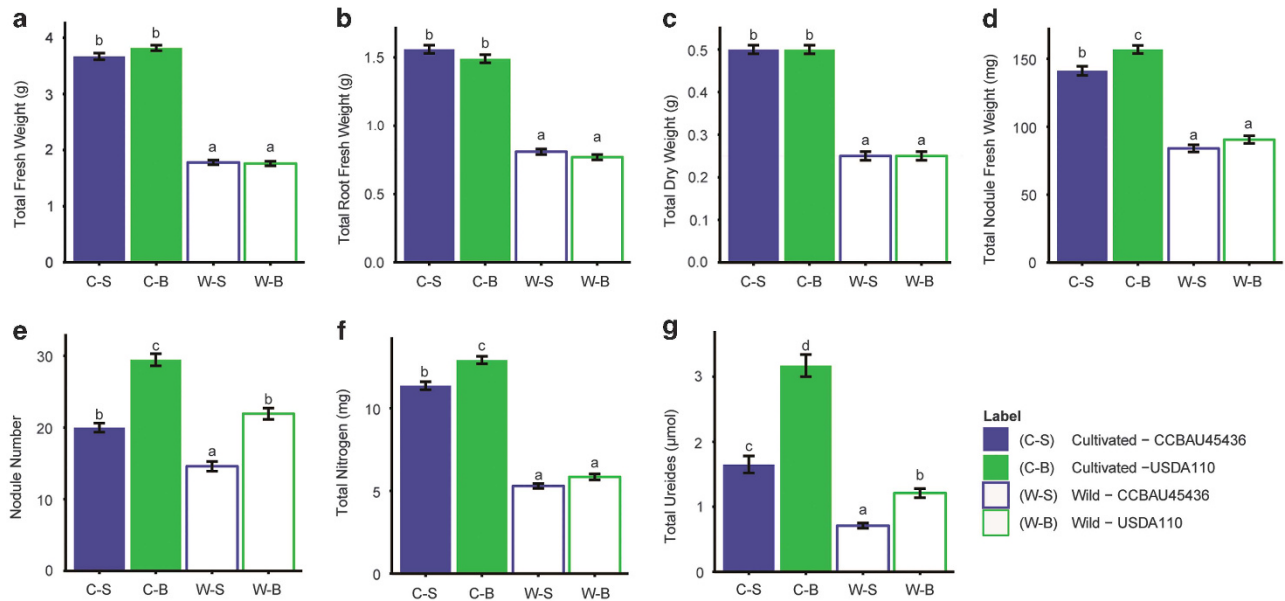 a
Total Fresh Weight (g)
4
3
2
1
0
b
b
a
a
C-S
C-B
W-S
W-B
b
Total Root Fresh Weight (g)
1.5
1.0
0.5
0.0
b
b
a
a
C-S
C-B
W-S
W-B
c
Total Dry Weight (g)
0.5
0.4
0.3
0.2
0.1
0.0
b
b
a
a
C-S
C-B
W-S
W-B
d
Total Nodule Fresh Weight (mg)
150
100
50
0
b
c
a
a
C-S
C-B
W-S
W-B
e
Nodule Number
30
20
10
0
b
c
a
b
C-S
C-B
W-S
W-B
f
Total Nitrogen (mg)
10
5
0
b
c
a
a
C-S
C-B
W-S
W-B
g
Total Ureides (μmol)
3
2
1
0
c
d
a
b
C-S
C-B
W-S
W-B
Label
(C-S) Cultivated – CCBAU45436
(C-B) Cultivated –USDA110
(W-S) Wild – CCBAU45436
(W-B) Wild – USDA110